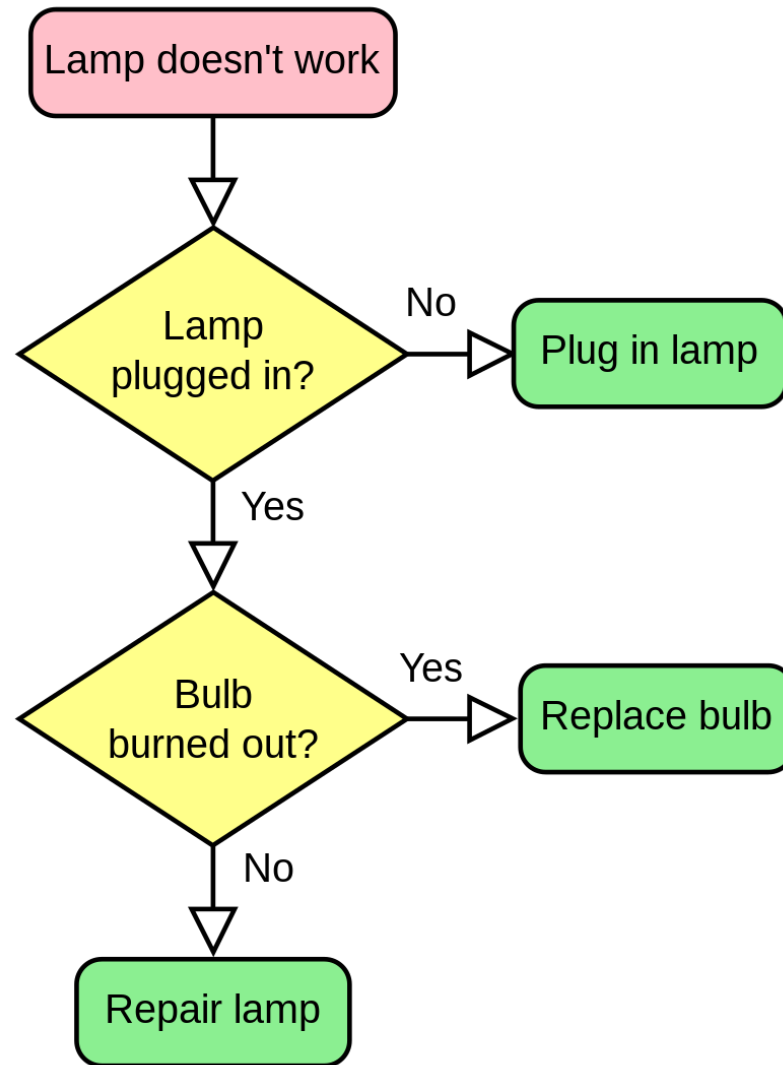 Lamp doesn't work
Lamp
plugged in?
No
Plug in lamp
Yes
Bulb
burned out?
Yes
Replace bulb
No
Repair lamp